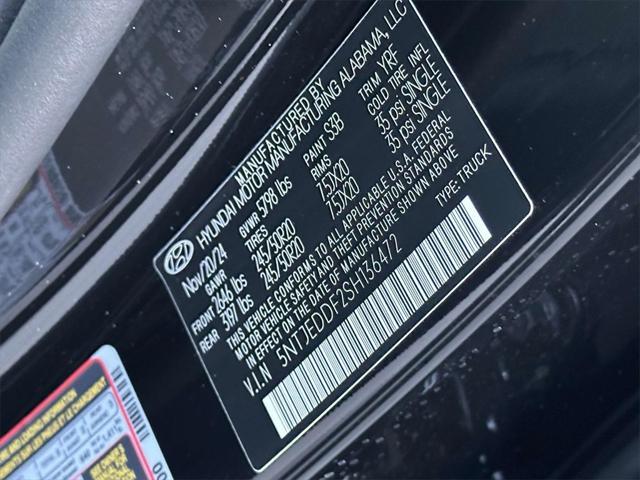 MANUFACTURED BY
HYUNDAI MOTOR MANUFACTURING ALABAMA, LLC
Nov/20/24 GVWR 5798 lbs PAINT S3B TRIM YRF
GAWR TIRES RIMS COLD TIRE INFL
FRONT 2646 lbs 245/50R20 7.5JX20 35 psi SINGLE
REAR 3197 lbs 245/50R20 7.5JX20 35 psi SINGLE
THIS VEHICLE CONFORMS TO ALL APPLICABLE U.S.A. FEDERAL
MOTOR VEHICLE SAFETY AND THEFT PREVENTION STANDARDS
IN EFFECT ON THE DATE OF MANUFACTURE SHOWN ABOVE
V.I.N 5NTJEDDF2SH136472 TYPE: TRUCK
AND LOADING INFORMATION